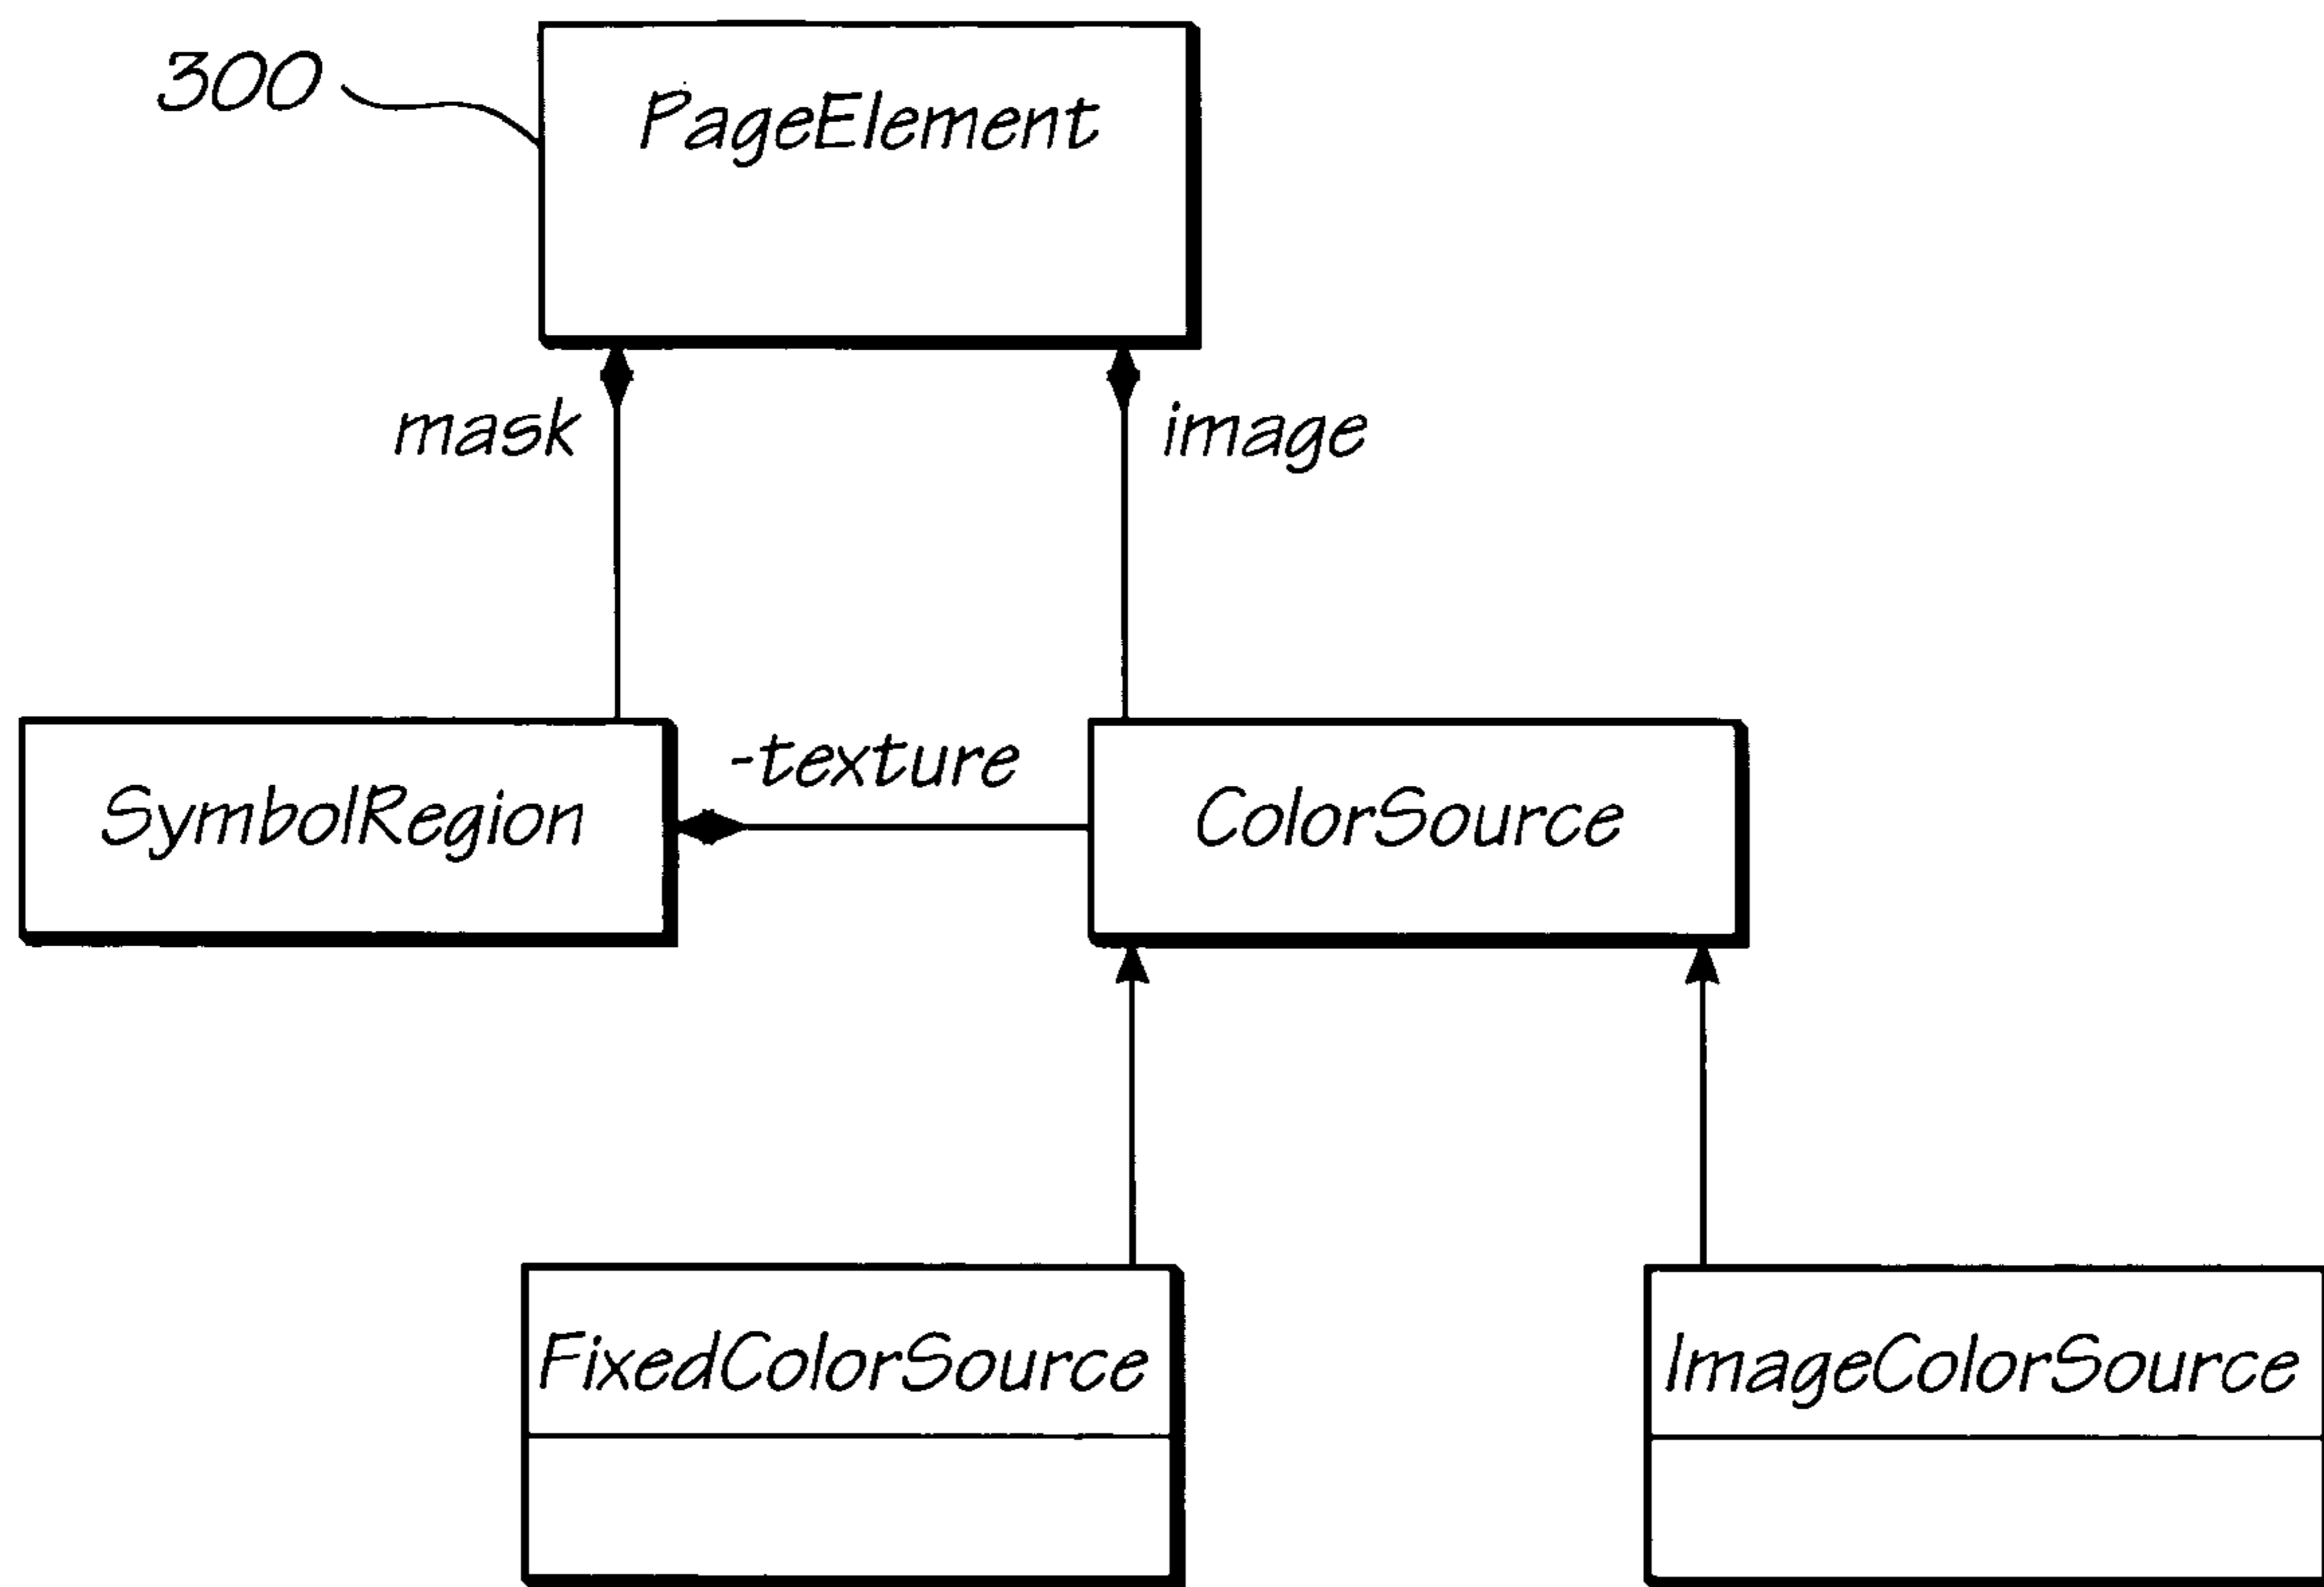 300
PageElement
mask
image
-texture
SymbolRegion
ColorSource
FixedColorSource
ImageColorSource